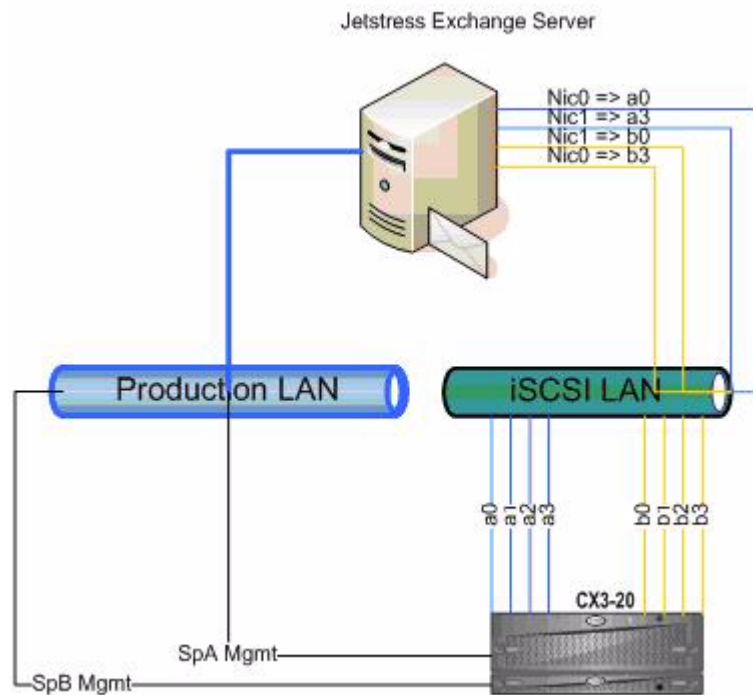 Jetstress Exchange Server
Nic0 => a0
Nic1 => a3
Nic1 => b0
Nic0 => b3
Production LAN
iSCSI LAN
a0
a1
a2
a3
b0
b1
b2
b3
CX3-20
SpA Mgmt
SpB Mgmt